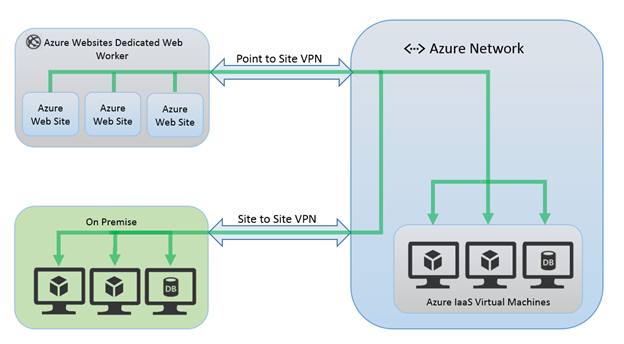 Azure Websites Dedicated Web
Worker
Azure
Web Site
Azure
Web Site
Azure
Web Site
Point to Site VPN
Azure Network
On Premise
DB
Site to Site VPN
DB
Azure IaaS Virtual Machines